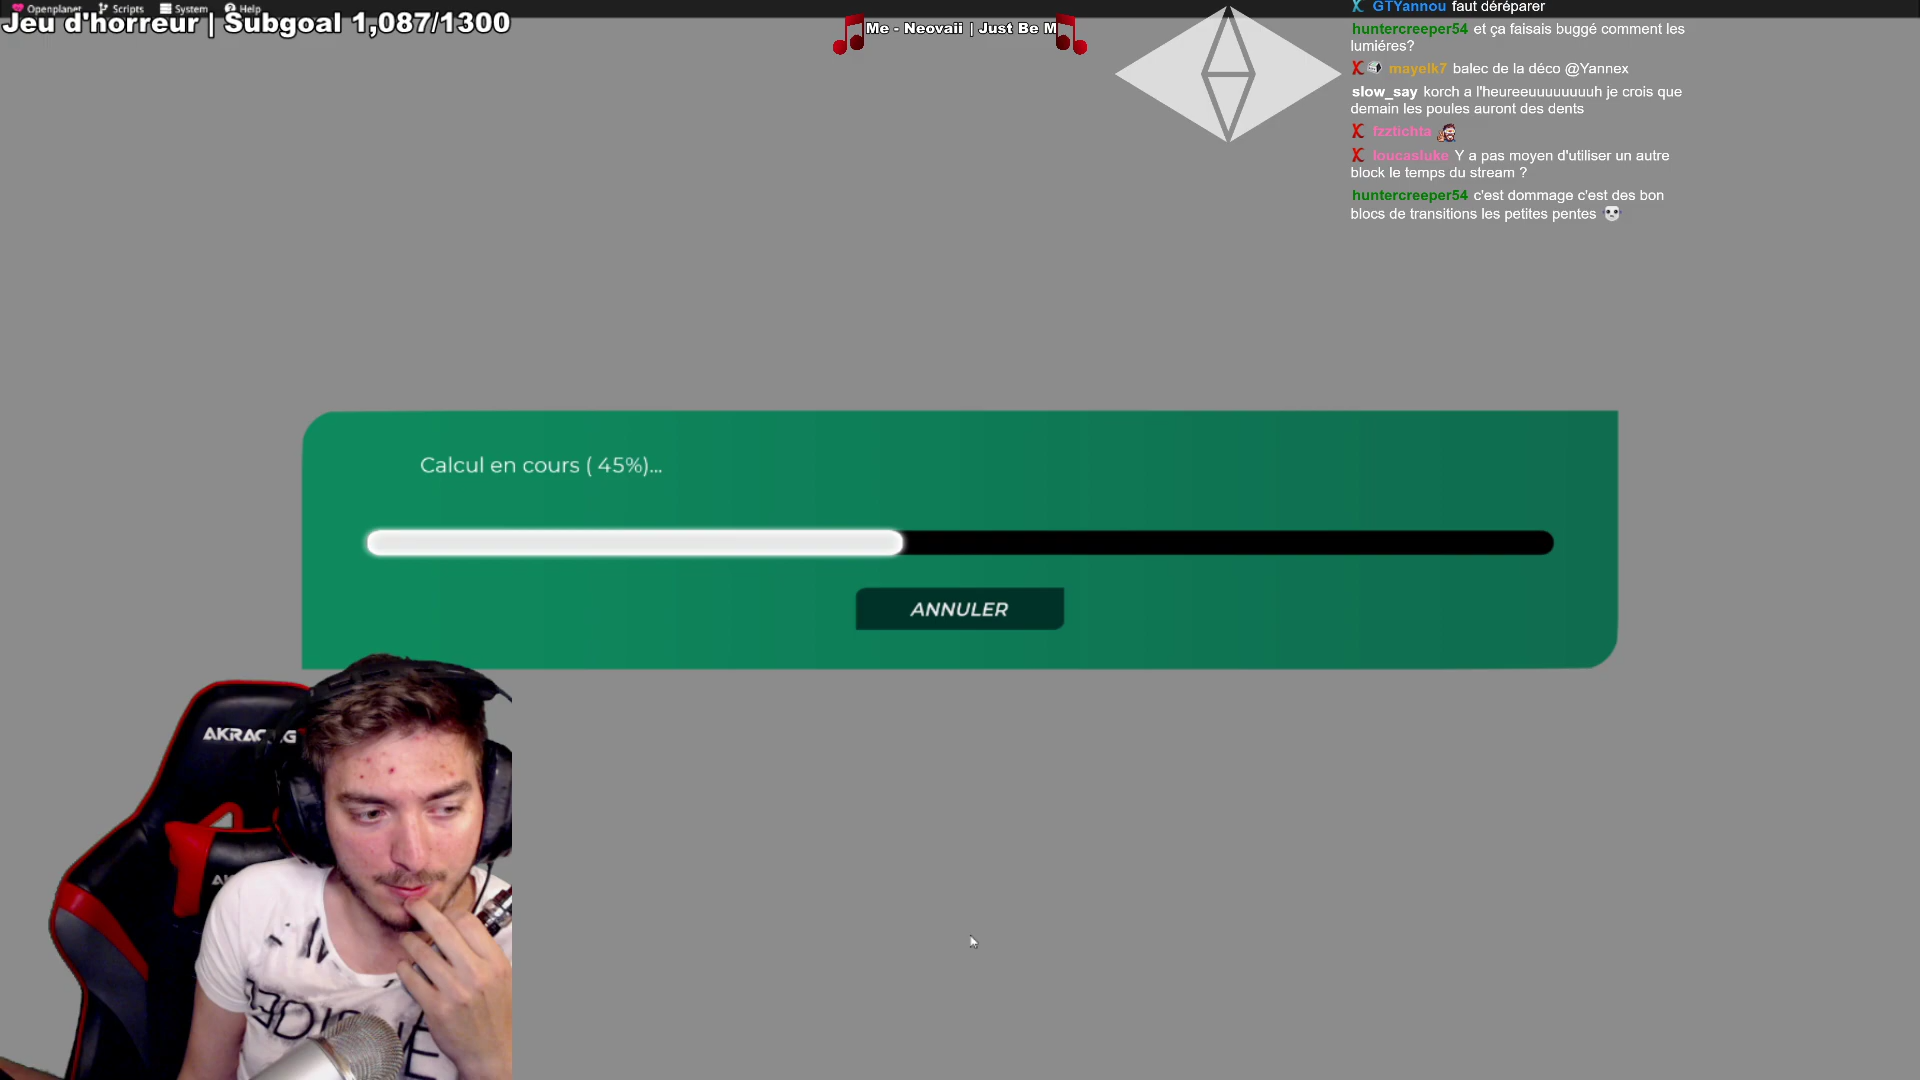 Openplanet Scripts System Help
Jeu d'horreur | Subgoal 1,087/1300
Me - Neovaii | Just Be M
GTYannou faut déréparer
huntercreeper54 et ça faisais buggé comment les
lumiéres?
mayelk7 balec de la déco @Yannex
slow_say korch a l'heureeuuuuuuuuh je crois que
demain les poules auront des dents
fzztichta
loucasluke Y a pas moyen d'utiliser un autre
block le temps du stream ?
huntercreeper54 c'est dommage c'est des bon
blocs de transitions les petites pentes
Calcul en cours ( 45%)...
ANNULER